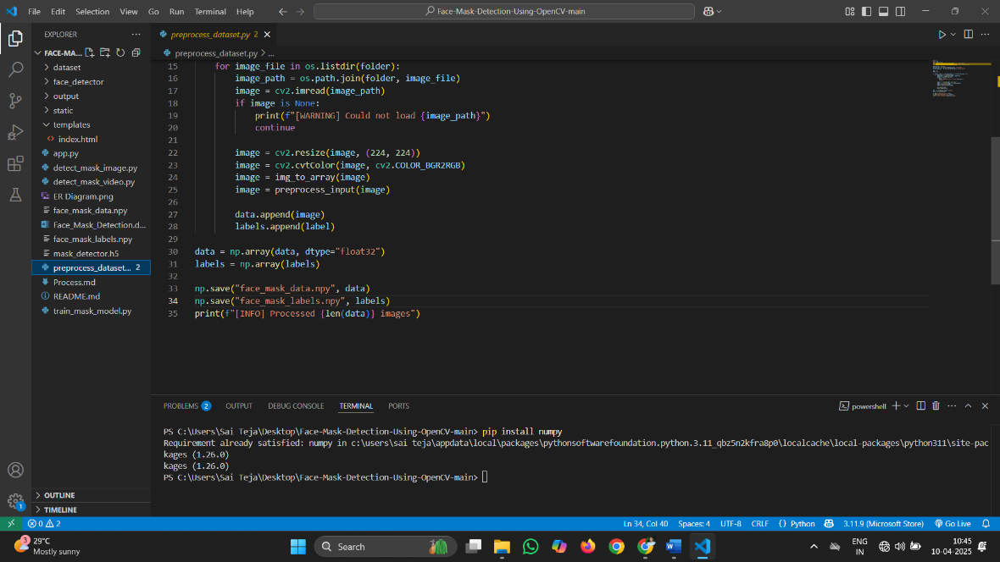 File Edit Selection View Go Run Terminal Help
Face-Mask-Detection-Using-OpenCV-main
EXPLORER
FACE-MA...
dataset
face_detector
output
static
templates
index.html
app.py
detect_mask_image.py
detect_mask_video.py
ER Diagram.png
face_mask_data.npy
Face_Mask_Detection.d...
face_mask_labels.npy
mask_detector.h5
preprocess_dataset... 2
Process.md
README.md
train_mask_model.py
OUTLINE
TIMELINE
preprocess_dataset.py 2
preprocess_dataset.py > ...
15 for image_file in os.listdir(folder):
16 image_path = os.path.join(folder, image_file)
17 image = cv2.imread(image_path)
18 if image is None:
19 print(f"[WARNING] Could not load {image_path}")
20 continue
21
22 image = cv2.resize(image, (224, 224))
23 image = cv2.cvtColor(image, cv2.COLOR_BGR2RGB)
24 image = img_to_array(image)
25 image = preprocess_input(image)
26
27 data.append(image)
28 labels.append(label)
29
30 data = np.array(data, dtype="float32")
31 labels = np.array(labels)
32
33 np.save("face_mask_data.npy", data)
34 np.save("face_mask_labels.npy", labels)
35 print(f"[INFO] Processed {len(data)} images")
PROBLEMS 2 OUTPUT DEBUG CONSOLE TERMINAL PORTS
powershell
PS C:\Users\Sai Teja\Desktop\Face-Mask-Detection-Using-OpenCV-main> pip install numpy
Requirement already satisfied: numpy in c:\users\sai teja\appdata\local\packages\pythonsoftwarefoundation.python.3.11_qbz5n2kfra8p0\localcache\local-packages\python311\site-pac
kages (1.26.0)
kages (1.26.0)
PS C:\Users\Sai Teja\Desktop\Face-Mask-Detection-Using-OpenCV-main>
1
0 2
Ln 34, Col 40 Spaces: 4 UTF-8 CRLF {} Python 3.11.9 (Microsoft Store) Go Live
3
29°C
Mostly sunny
Search
ENG
IN
10:45
10-04-2025